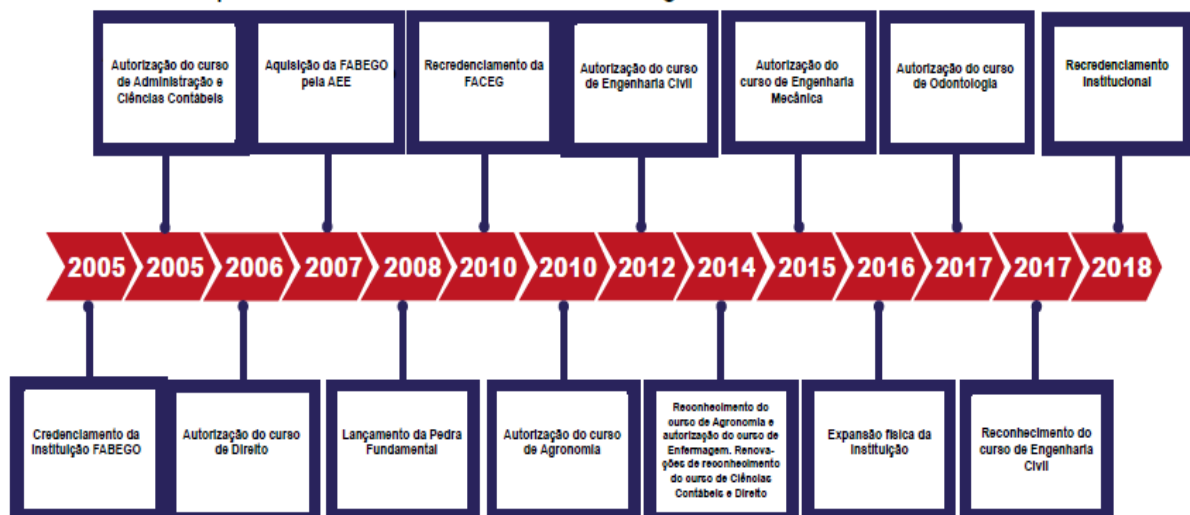 Autorização do curso
de Administração e
Ciências Contábeis
Aquisição da FABEGO
pela AEE
Recredenciamento da
FACEG
Autorização do curso
de Engenharia Civil
Autorização do
curso de Engenharia
Mecânica
Autorização do curso
de Odontologia
Recredenciamento
Institucional
2005
2005
2006
2007
2008
2010
2010
2012
2014
2015
2016
2017
2017
2018
Credenciamento da
Instituição FABEGO
Autorização do curso
de Direito
Lançamento da Pedra
Fundamental
Autorização do curso
de Agronomia
Reconhecimento do
curso de Agronomia e
autorização do curso de
Enfermagem. Renova-
ções de reconhecimento
do curso de Ciências
Contábeis e Direito
Expansão física da
Instituição
Reconhecimento do
curso de Engenharia
Civil